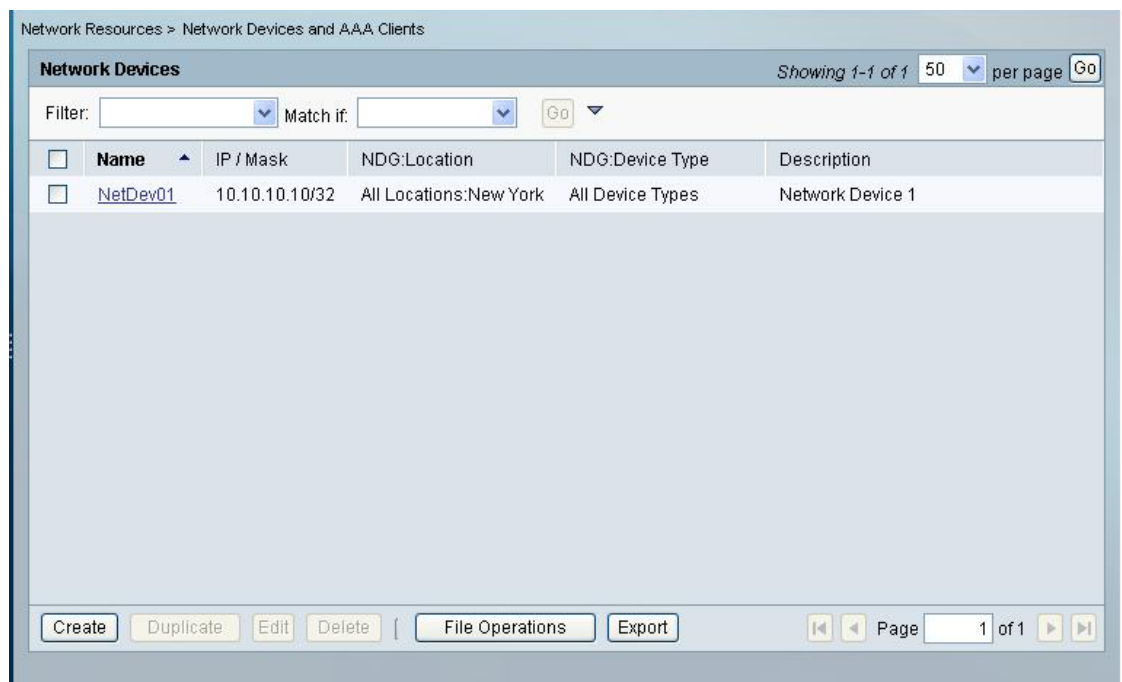 Network Resources > Network Devices and AAA Clients
Network Devices Showing 1-1 of 1 50 per page Go
Filter: Match if: Go
Name IP / Mask NDG:Location NDG:Device Type Description
NetDev01 10.10.10.10/32 All Locations:New York All Device Types Network Device 1
Create Duplicate Edit Delete | File Operations Export Page 1 of 1